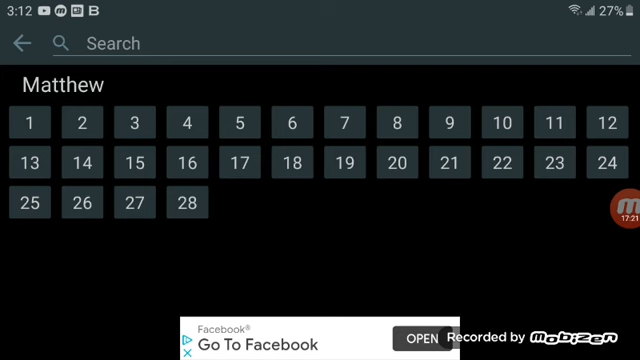 3:12 B 27%
Search
Matthew
1 2 3 4 5 6 7 8 9 10 11 12
13 14 15 16 17 18 19 20 21 22 23 24
25 26 27 28
17:21
Facebook®
Go To Facebook
OPEN
Recorded by Mobizen